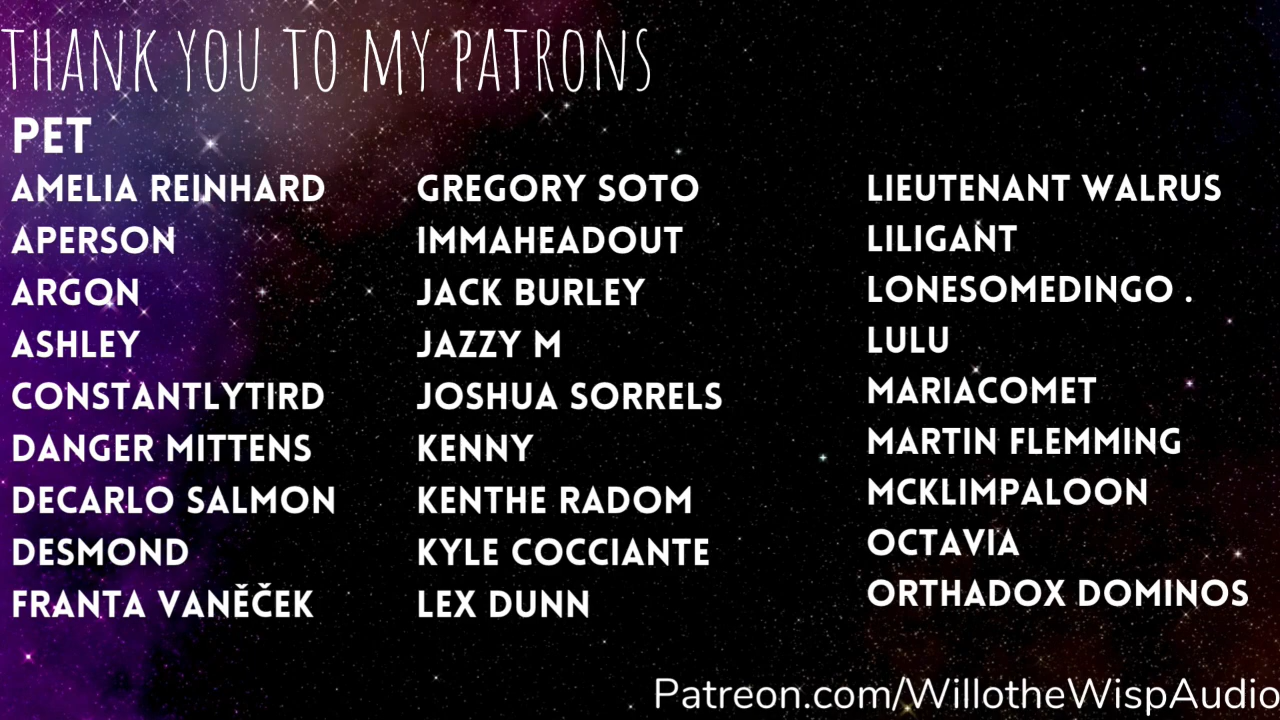 THANK YOU TO MY PATRONS
PET
AMELIA REINHARD
APERSON
ARGON
ASHLEY
CONSTANTLYTIRD
DANGER MITTENS
DECARLO SALMON
DESMOND
FRANTA VANĚČEK
GREGORY SOTO
IMMAHEADOUT
JACK BURLEY
JAZZY M
JOSHUA SORRELS
KENNY
KENTHE RADOM
KYLE COCCIANTE
LEX DUNN
LIEUTENANT WALRUS
LILIGANT
LONESOMEDINGO .
LULU
MARIACOMET
MARTIN FLEMMING
MCKLIMPALOON
OCTAVIA
ORTHADOX DOMINOS
Patreon.com/WillotheWispAudio